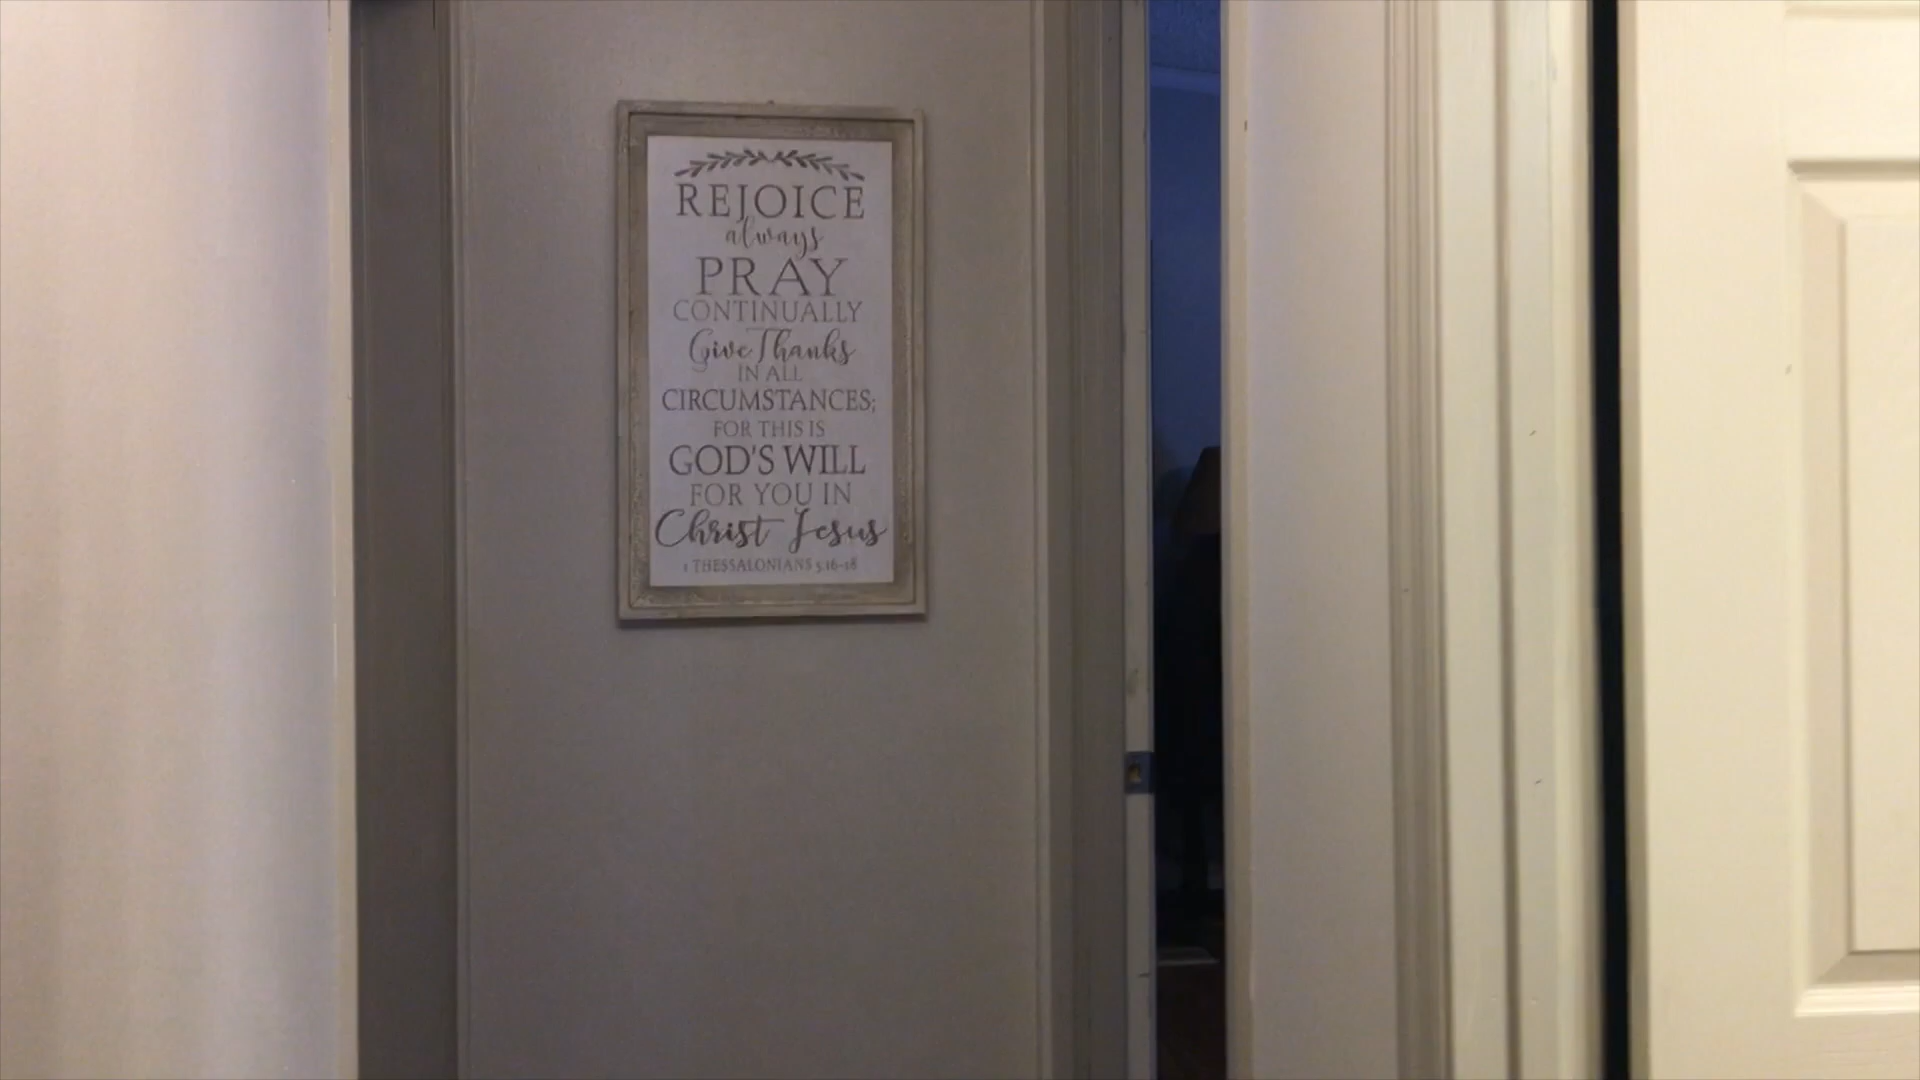 REJOICE
always
PRAY
CONTINUALLY
Give Thanks
IN ALL
CIRCUMSTANCES;
FOR THIS IS
GOD'S WILL
FOR YOU IN
Christ Jesus
1 THESSALONIANS 5:16-18